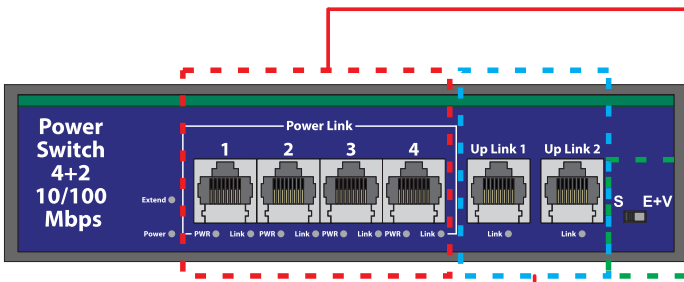 Power
Switch
4+2
10/100
Mbps
Extend
Power
Power Link
1 2 3 4
PWR Link PWR Link PWR Link PWR Link
Up Link 1 Up Link 2
Link Link
S E+V